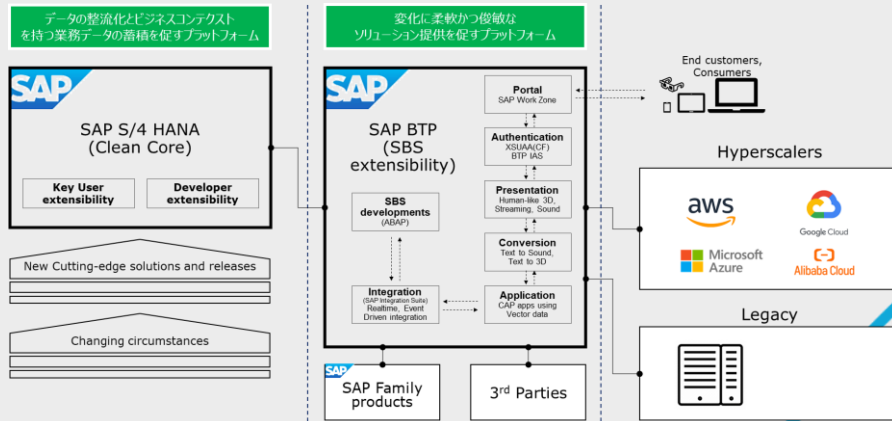 データの整流化とビジネスコンテクスト
を持つ業務データの蓄積を促すプラットフォーム
変化に柔軟かつ俊敏な
ソリューション提供を促すプラットフォーム
SAP
SAP S/4 HANA
(Clean Core)
Key User
extensibility
Developer
extensibility
New Cutting-edge solutions and releases
Changing circumstances
SAP
SAP BTP
(SBS
extensibility)
Portal
SAP Work Zone
Authentication
XSUAA(CF)
BTP IAS
Presentation
Human-like 3D,
Streaming, Sound
SBS
developments
(ABAP)
Conversion
Text to Sound,
Text to 3D
Integration
(SAP Integration Suite)
Realtime, Event
Driven integration
Application
CAP apps using
Vector data
SAP
SAP Family
products
3rd Parties
End customers,
Consumers
Hyperscalers
aws
Google Cloud
Microsoft
Azure
Alibaba Cloud
Legacy